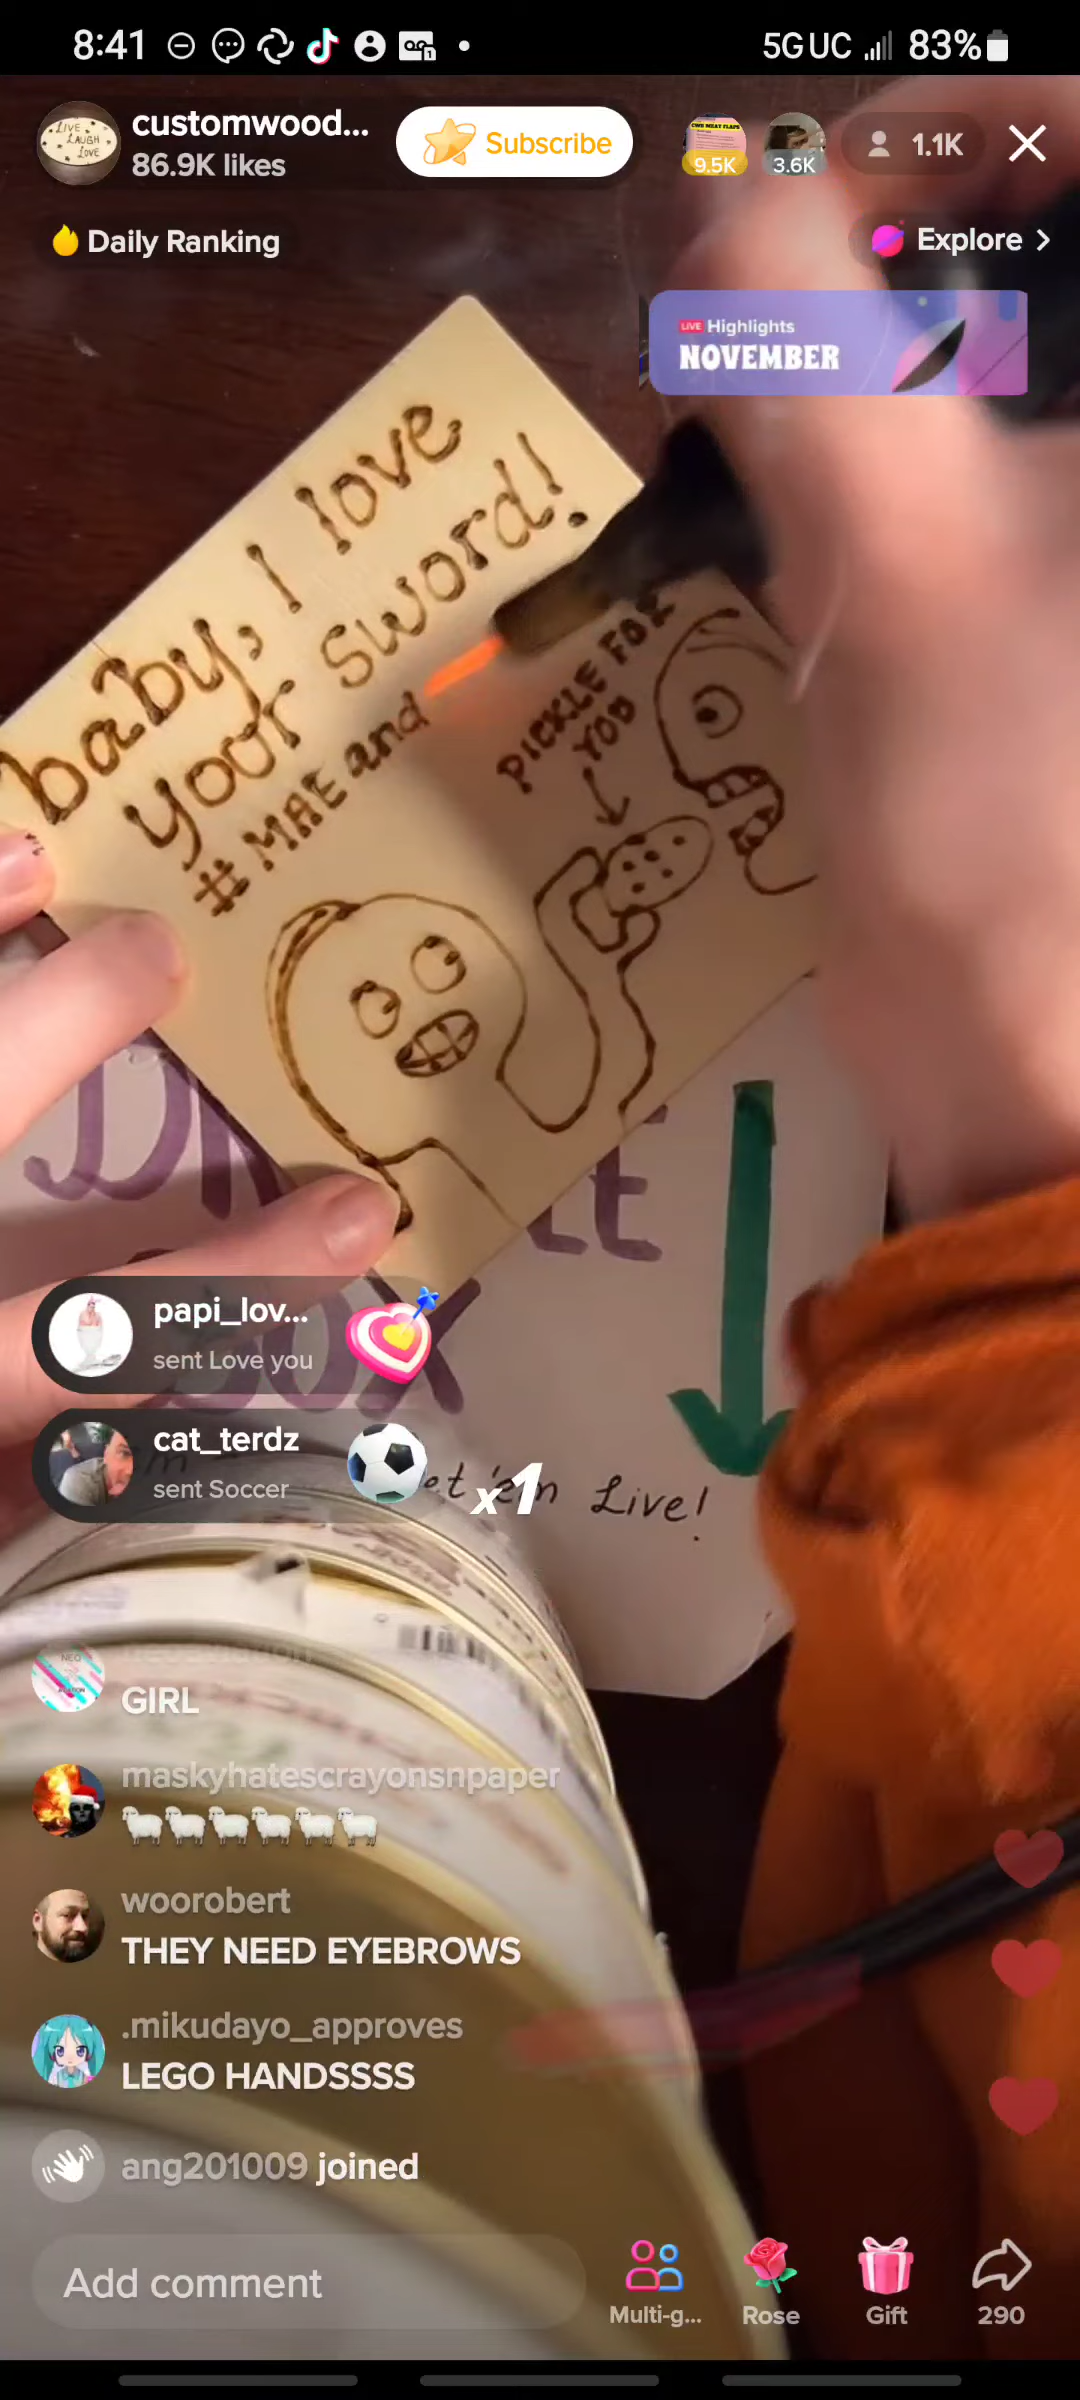 8:41
5G UC 83%
customwood...
86.9K likes
Subscribe
9.5K
3.6K
1.1K
Daily Ranking
Explore >
LIVE Highlights
NOVEMBER
LIVE
LAUGH
LOVE
baby, I love
your sword!
# MAE and
PICKLE FOR
YOU
papi_lov...
sent Love you
cat_terdz
sent Soccer
x1
Live!
GIRL
maskyhatescrayonsnpaper
woorobert
THEY NEED EYEBROWS
.mikudayo_approves
LEGO HANDSSSS
ang201009 joined
Add comment
Multi-g...
Rose
Gift
290